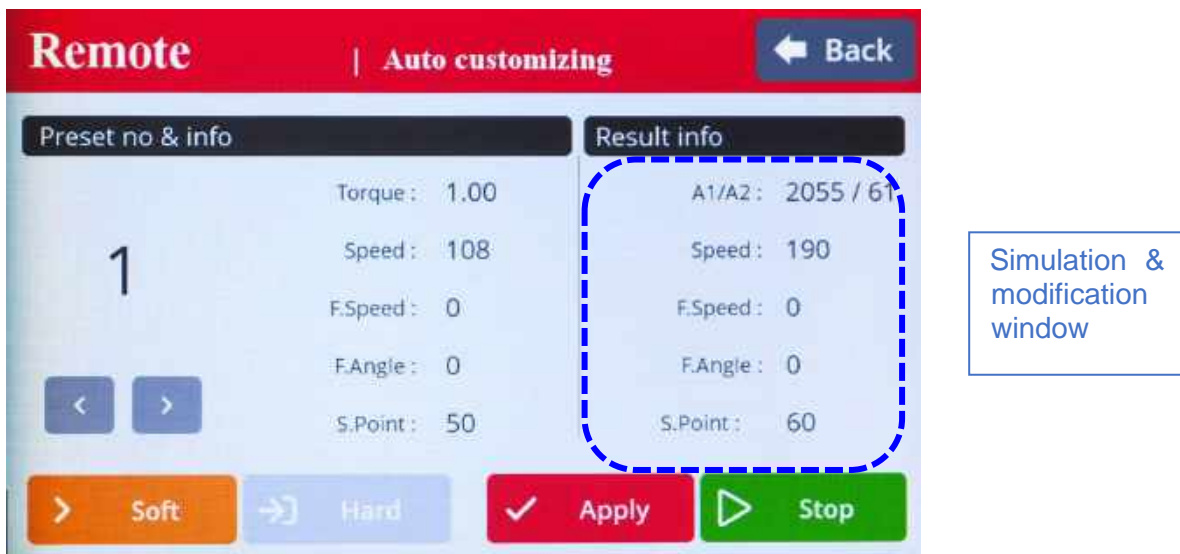 Remote | Auto customizing Back
Preset no & info Result info
Torque : 1.00 A1/A2 : 2055 / 61
1 Speed : 108 Speed : 190
F.Speed : 0 F.Speed : 0
F.Angle : 0 F.Angle : 0
S.Point : 50 S.Point : 60
Soft Hard Apply Stop
Simulation &
modification
window